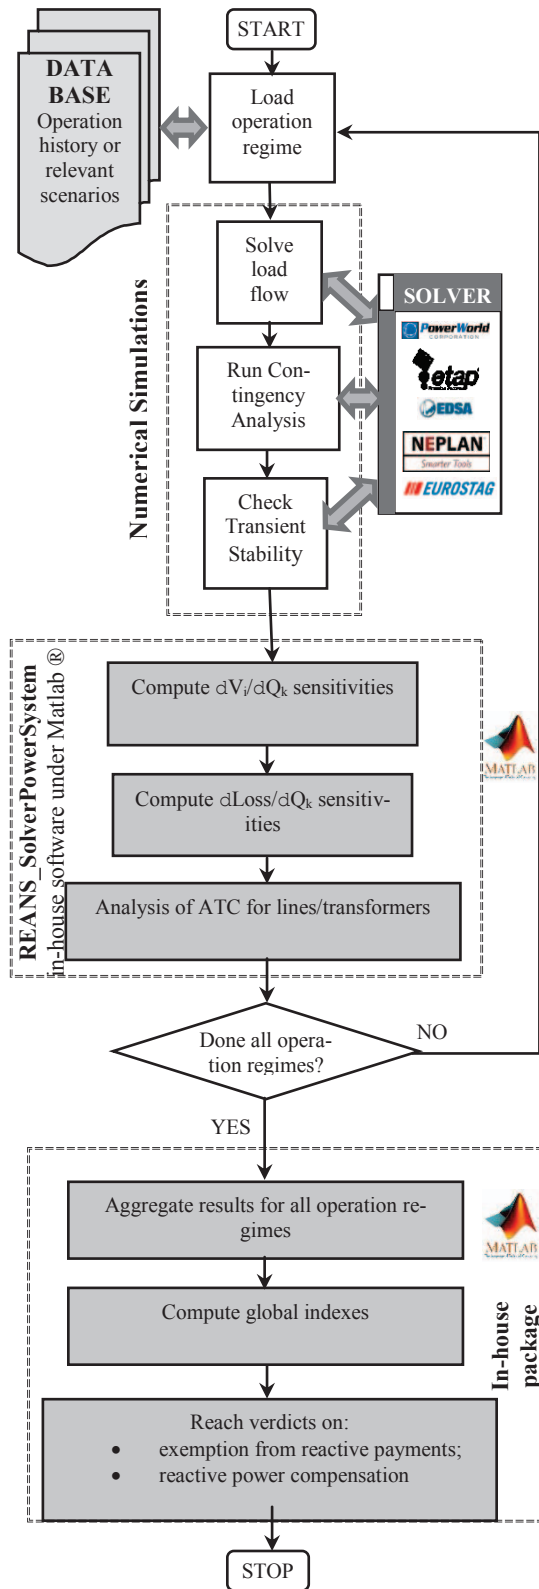 START
DATA
BASE
Operation
history or
relevant
scenarios
Load
operation
regime
Numerical Simulations
Solve
load
flow
Run Con-
tingency
Analysis
Check
Transient
Stability
SOLVER
PowerWorld
CORPORATION
etap
EDSA
NEPLAN
Smarter Tools
EUROSTAG
REANS_SolverPowerSystem
in-house software under Matlab ®
Compute dVi/dQk sensitivities
Compute dLoss/dQk sensitiv-
ities
Analysis of ATC for lines/transformers
MATLAB
Done all opera-
tion regimes?
NO
YES
Aggregate results for all operation re-
gimes
MATLAB
Compute global indexes
In-house
package
Reach verdicts on:
• exemption from reactive payments;
• reactive power compensation
STOP